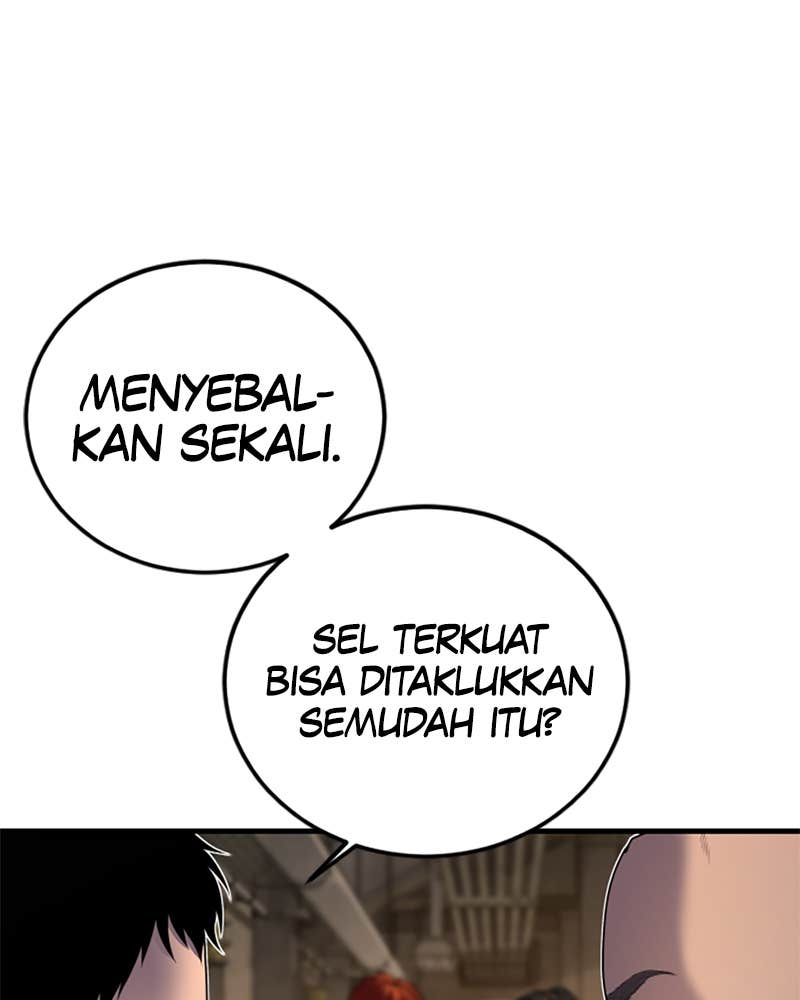 MENYEBAL-
KAN SEKALI.
SEL TERKUAT
BISA DITAKLUKKAN
SEMUDAH ITU?